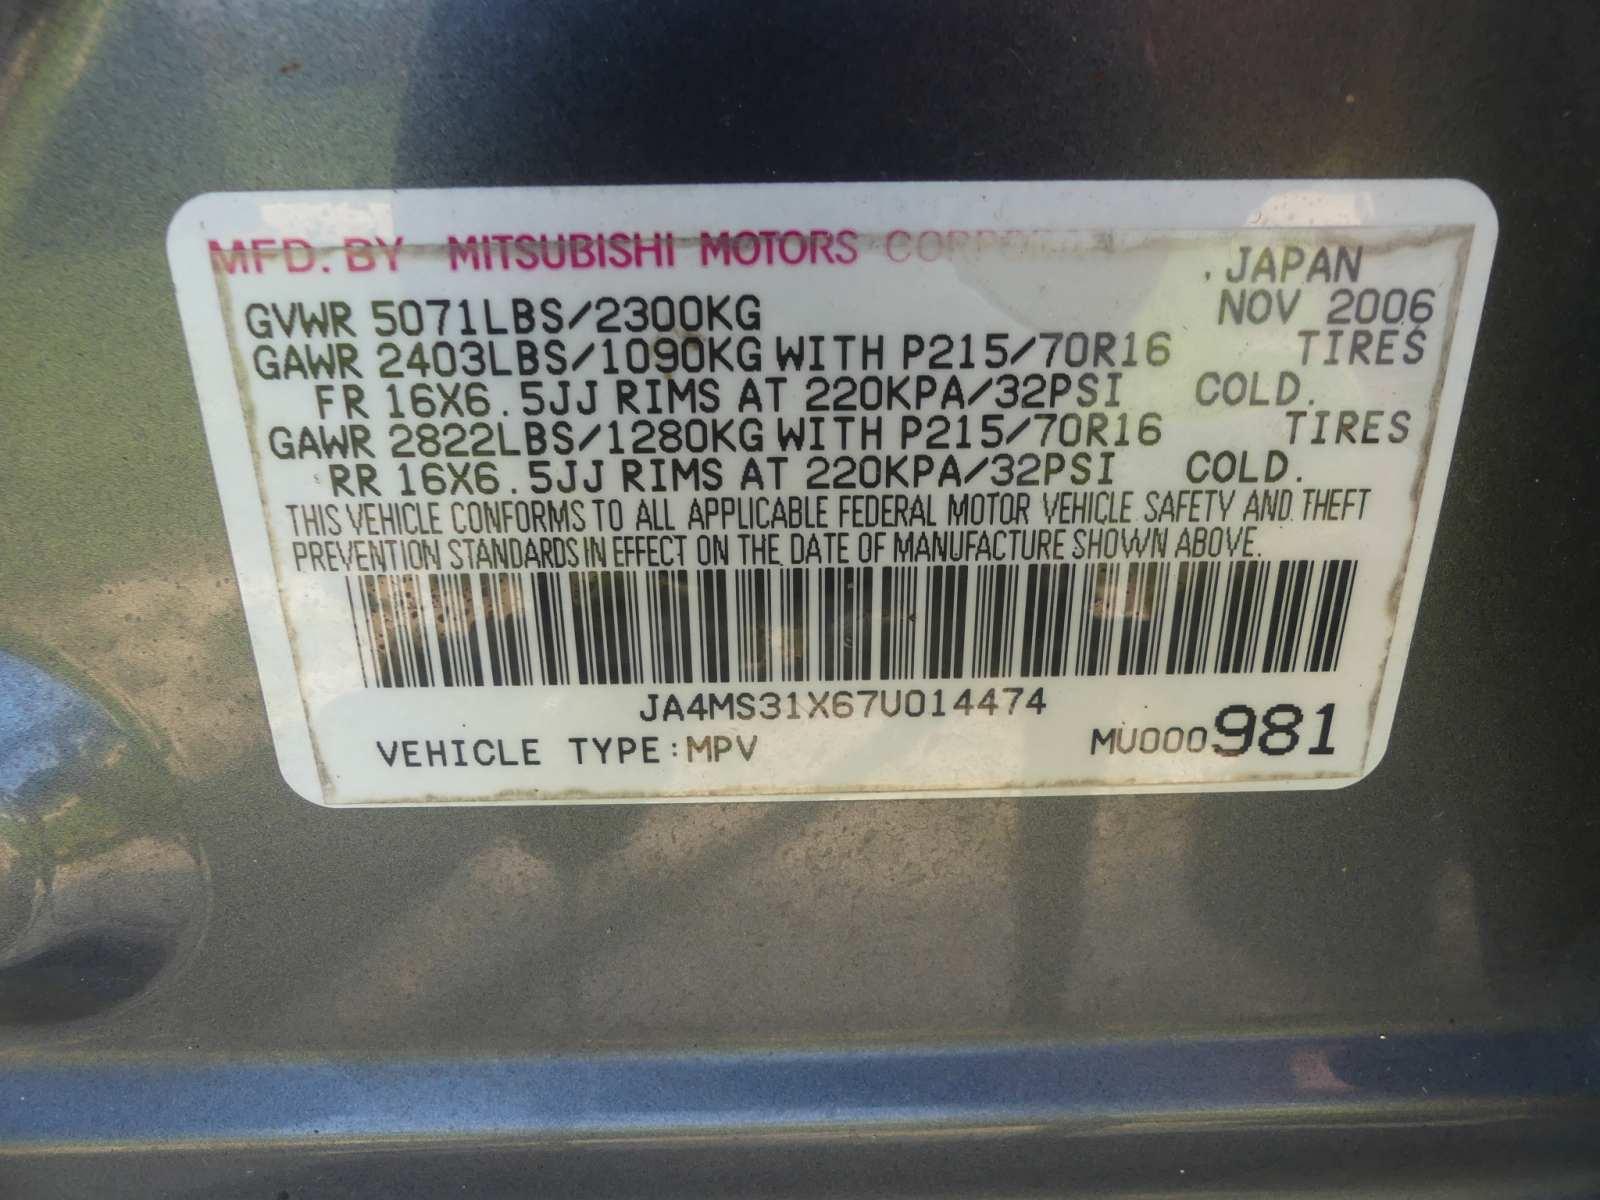 MFD. BY MITSUBISHI MOTORS CORPORATION, JAPAN
GVWR 5071LBS/2300KG NOV 2006
GAWR 2403LBS/1090KG WITH P215/70R16 TIRES
FR 16X6.5JJ RIMS AT 220KPA/32PSI COLD.
GAWR 2822LBS/1280KG WITH P215/70R16 TIRES
RR 16X6.5JJ RIMS AT 220KPA/32PSI COLD.
THIS VEHICLE CONFORMS TO ALL APPLICABLE FEDERAL MOTOR VEHICLE SAFETY AND THEFT
PREVENTION STANDARDS IN EFFECT ON THE DATE OF MANUFACTURE SHOWN ABOVE.
JA4MS31X67U014474
VEHICLE TYPE:MPV MU000981